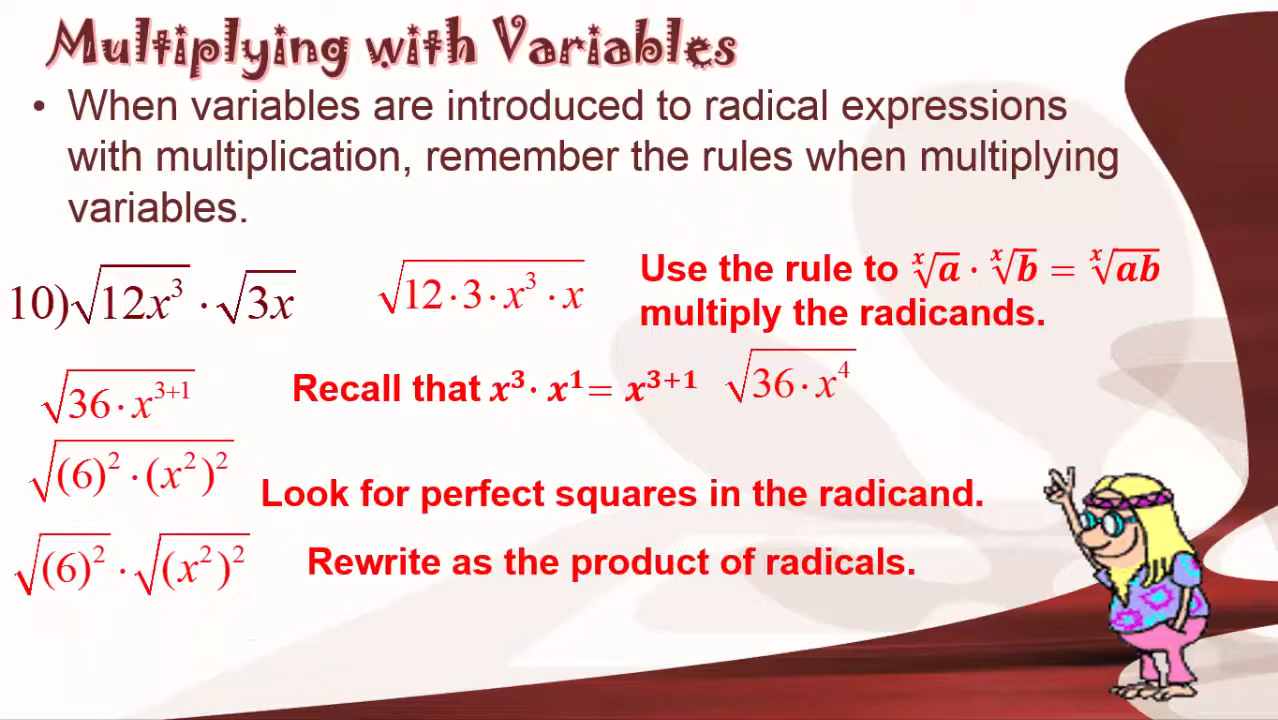 Multiplying with Variables
• When variables are introduced to radical expressions
with multiplication, remember the rules when multiplying
variables.
10)√(12x³) · √(3x)
√(12·3·x³·x)
Use the rule to ˣ√a · ˣ√b = ˣ√ab
multiply the radicands.
√(36·x³⁺¹)
Recall that x³· x¹= x³⁺¹
√(36·x⁴)
√((6)²·(x²)²)
Look for perfect squares in the radicand.
√((6)²) · √((x²)²)
Rewrite as the product of radicals.